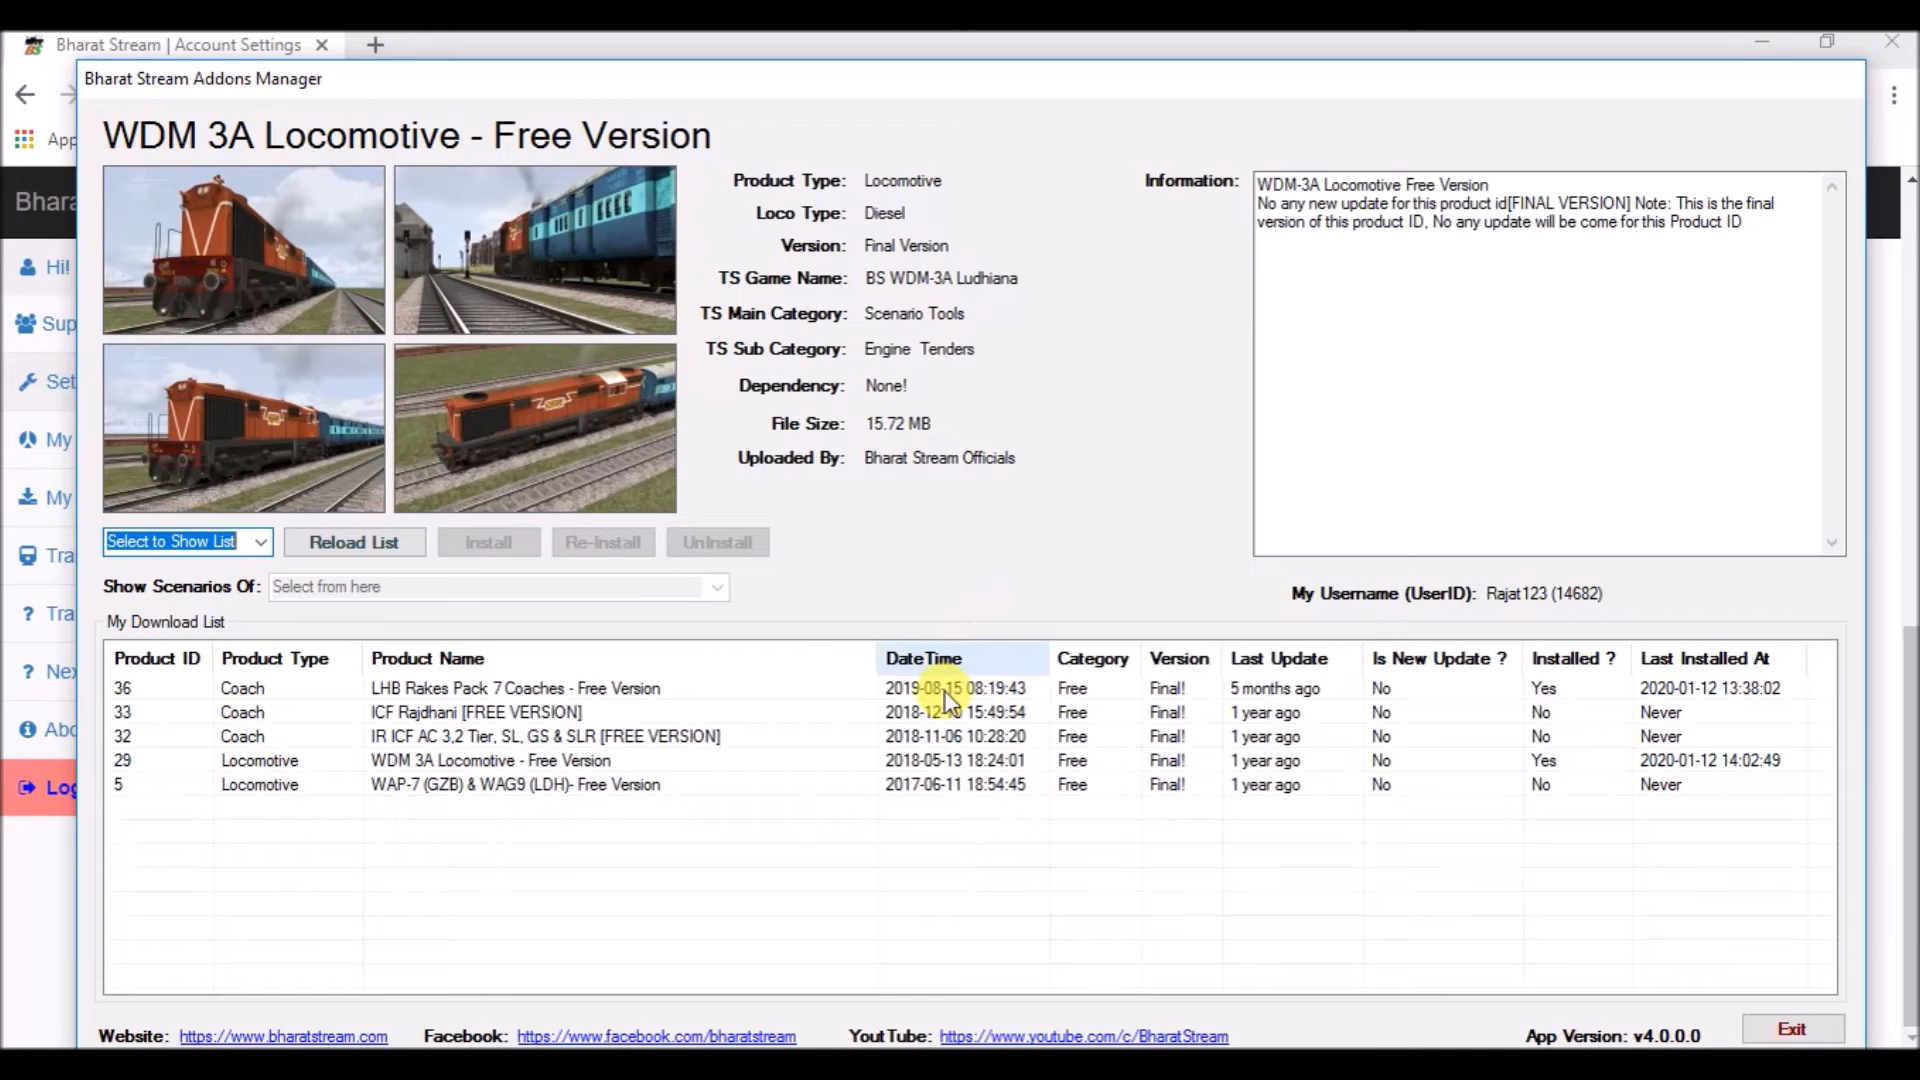 Bharat Stream | Account Settings
Bharat Stream Addons Manager
App
WDM 3A Locomotive - Free Version
Bhara
Hi!
Sup
Set
My
My
Tra
Tra
Nex
Abo
Log
Product Type: Locomotive
Loco Type: Diesel
Version: Final Version
TS Game Name: BS WDM-3A Ludhiana
TS Main Category: Scenario Tools
TS Sub Category: Engine Tenders
Dependency: None!
File Size: 15.72 MB
Uploaded By: Bharat Stream Officials
Information:
WDM-3A Locomotive Free Version
No any new update for this product id[FINAL VERSION] Note: This is the final
version of this product ID, No any update will be come for this Product ID
Select to Show List Reload List Install Re-Install UnInstall
Show Scenarios Of: Select from here
My Username (UserID): Rajat123 (14682)
My Download List
Product ID Product Type Product Name DateTime Category Version Last Update Is New Update ? Installed ? Last Installed At
36 Coach LHB Rakes Pack 7 Coaches - Free Version 2019-08-15 08:19:43 Free Final! 5 months ago No Yes 2020-01-12 13:38:02
33 Coach ICF Rajdhani [FREE VERSION] 15:49:54 Free Final! 1 year ago No No Never
32 Coach IR ICF AC 3,2 Tier, SL, GS & SLR [FREE VERSION] 2018-11-06 10:28:20 Free Final! 1 year ago No No Never
29 Locomotive WDM 3A Locomotive - Free Version 2018-05-13 18:24:01 Free Final! 1 year ago No Yes 2020-01-12 14:02:49
5 Locomotive WAP-7 (GZB) & WAG9 (LDH)- Free Version 2017-06-11 18:54:45 Free Final! 1 year ago No No Never
Website: https://www.bharatstream.com Facebook: https://www.facebook.com/bharatstream YoutTube: https://www.youtube.com/c/BharatStream App Version: v4.0.0.0 Exit